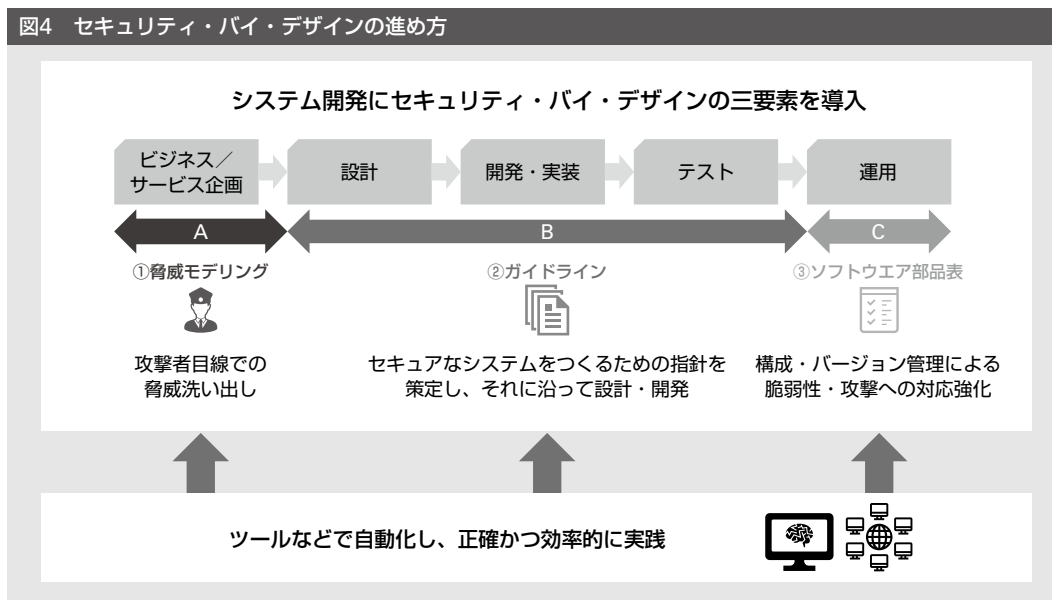 図4 セキュリティ・バイ・デザインの進め方
システム開発にセキュリティ・バイ・デザインの三要素を導入
ビジネス／
サービス企画
設計
開発・実装
テスト
運用
A
B
C
①脅威モデリング
②ガイドライン
③ソフトウエア部品表
攻撃者目線での
脅威洗い出し
セキュアなシステムをつくるための指針を
策定し、それに沿って設計・開発
構成・バージョン管理による
脆弱性・攻撃への対応強化
ツールなどで自動化し、正確かつ効率的に実践